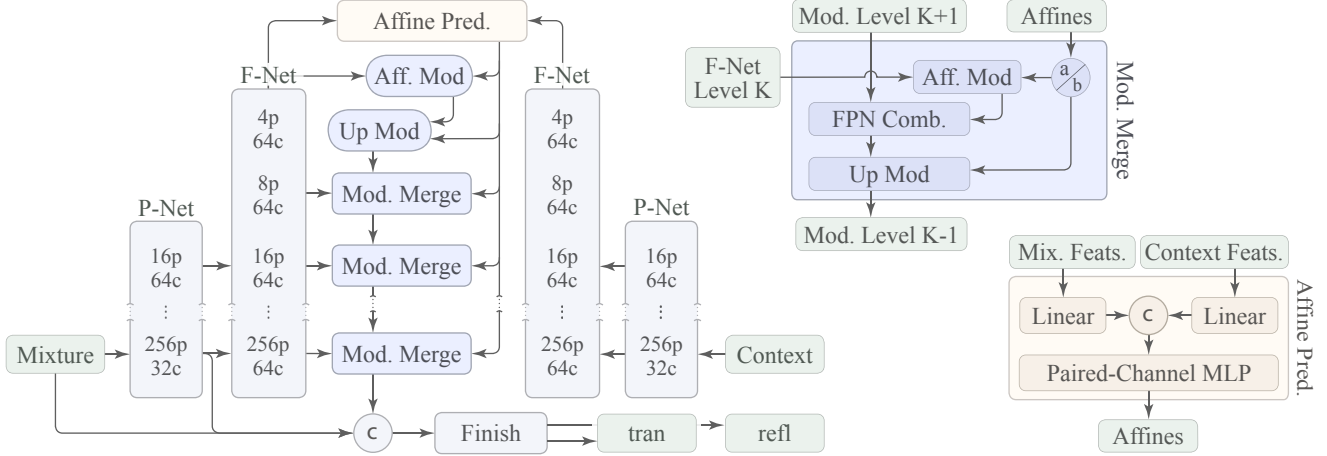 Affine Pred.
F-Net
Aff. Mod
F-Net
4p
64c
Up Mod
4p
64c
8p
64c
Mod. Merge
8p
64c
P-Net
P-Net
16p
64c
16p
64c
Mod. Merge
16p
64c
16p
64c
...
...
...
...
Mixture
256p
32c
256p
64c
Mod. Merge
256p
64c
256p
32c
Context
c
Finish
tran
refl
Mod. Level K+1
Affines
F-Net
Level K
Aff. Mod
a
b
FPN Comb.
Up Mod
Mod. Merge
Mod. Level K-1
Mix. Feats.
Context Feats.
Linear
c
Linear
Paired-Channel MLP
Affine Pred.
Affines